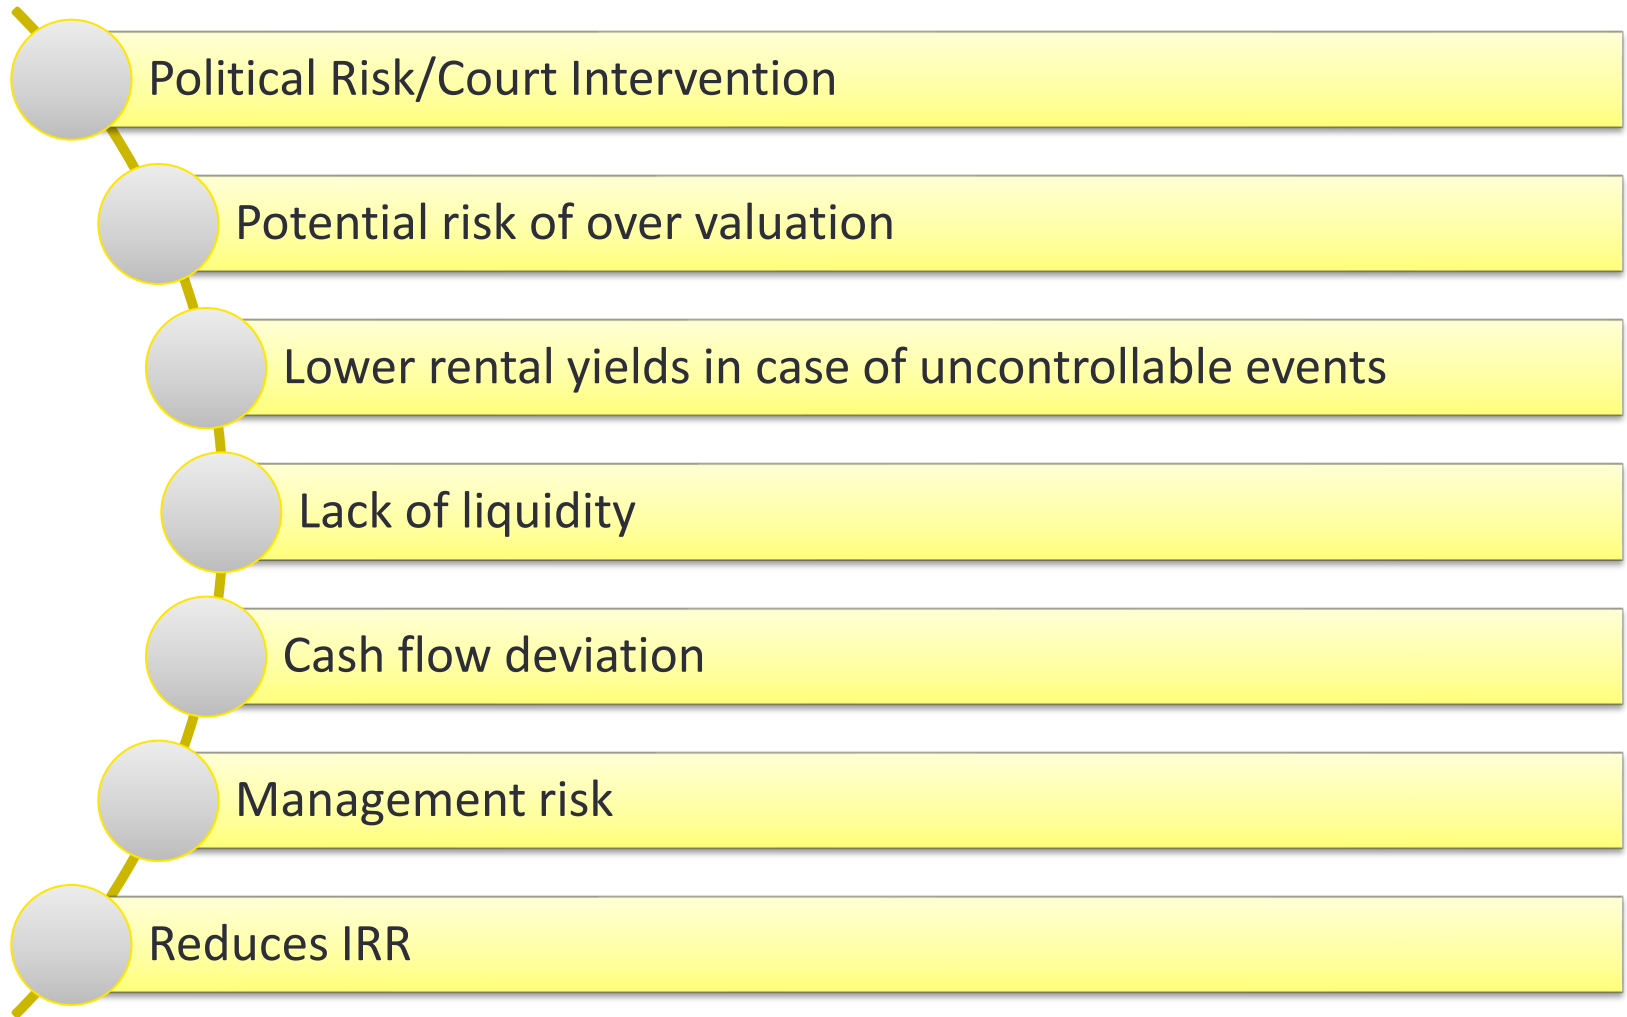 Political Risk/Court Intervention
Potential risk of over valuation
Lower rental yields in case of uncontrollable events
Lack of liquidity
Cash flow deviation
Management risk
Reduces IRR